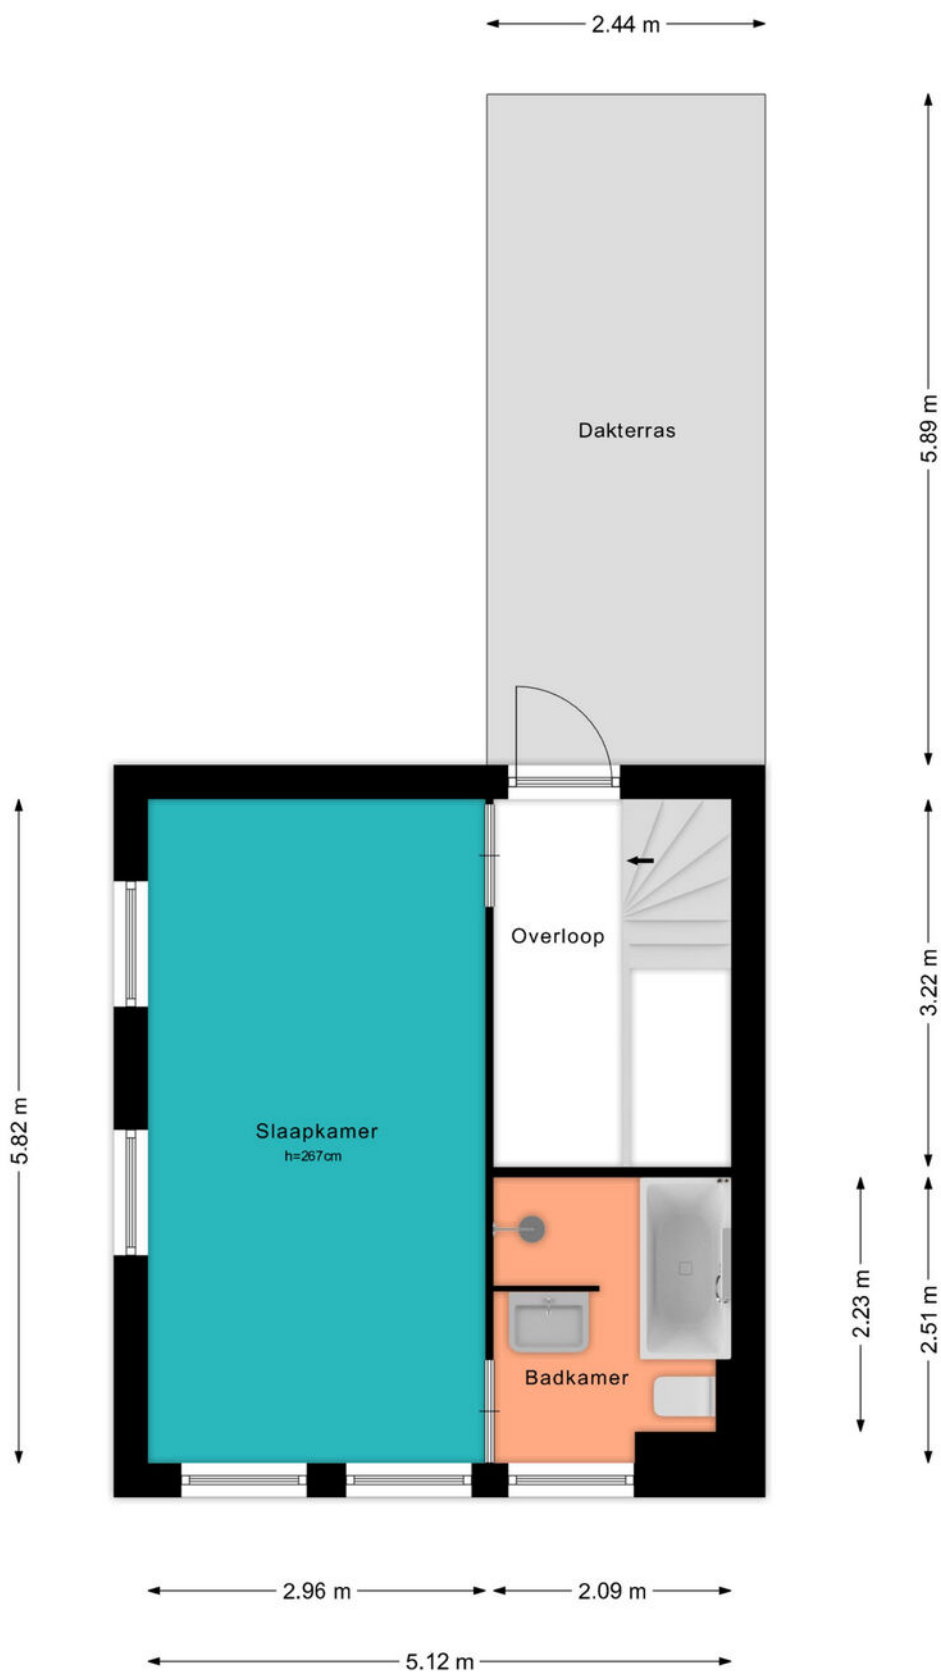 2.44 m
Dakterras
5.89 m
Overloop
3.22 m
5.82 m
Slaapkamer
h=267cm
2.23 m
2.51 m
Badkamer
2.96 m
2.09 m
5.12 m